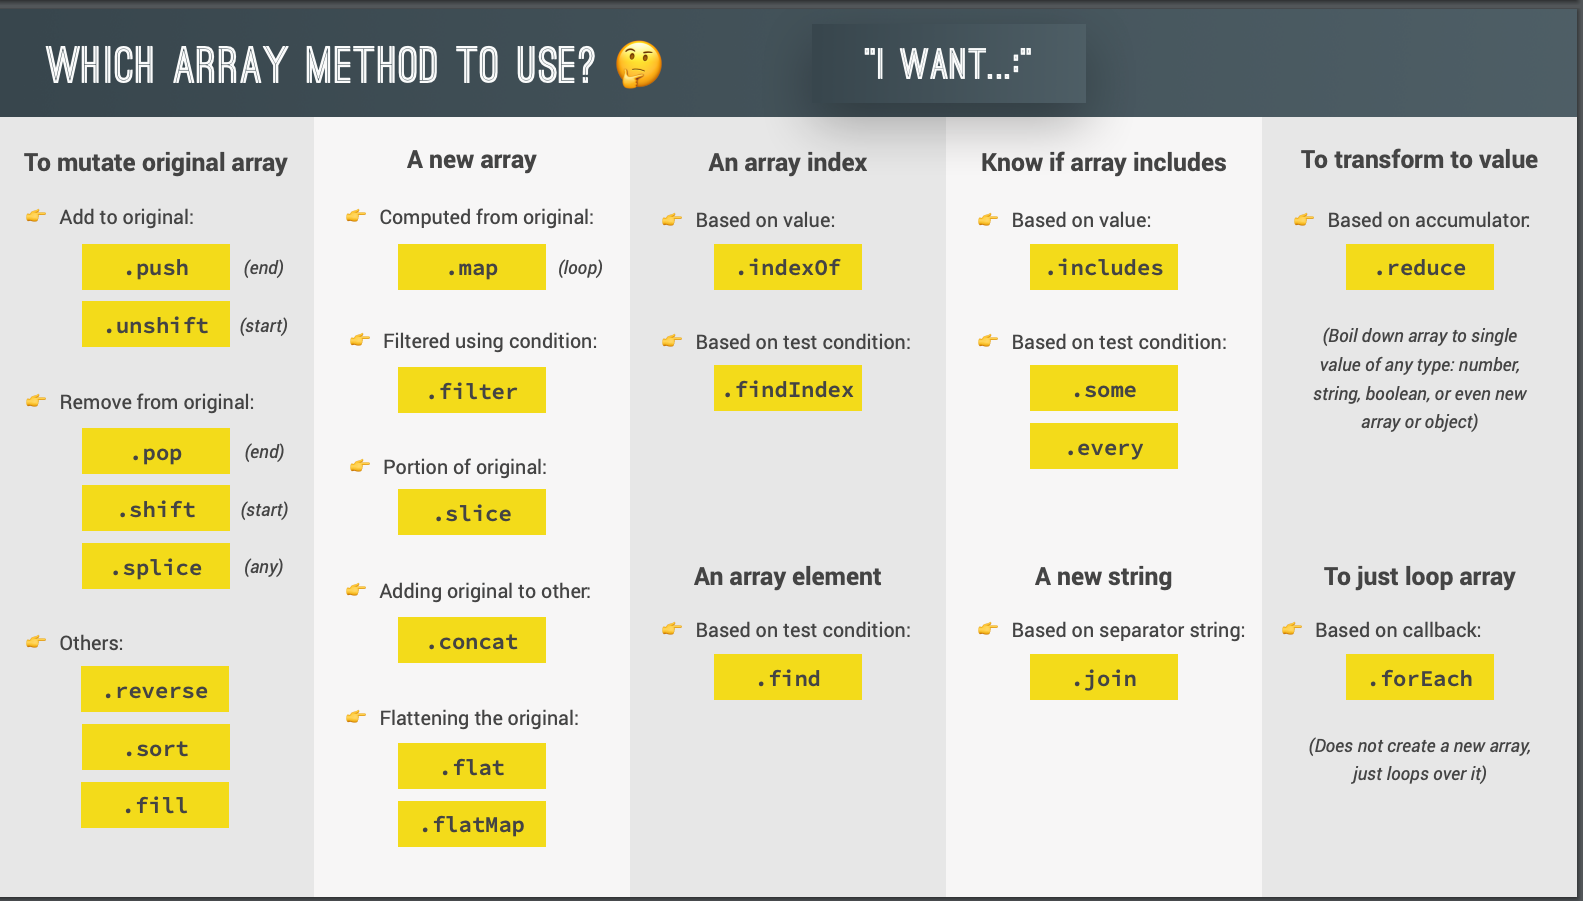 WHICH ARRAY METHOD TO USE? 🤔
"I WANT...:"
To mutate original array
👉 Add to original:
.push (end)
.unshift (start)
👉 Remove from original:
.pop (end)
.shift (start)
.splice (any)
👉 Others:
.reverse
.sort
.fill
A new array
👉 Computed from original:
.map (loop)
👉 Filtered using condition:
.filter
👉 Portion of original:
.slice
👉 Adding original to other:
.concat
👉 Flattening the original:
.flat
.flatMap
An array index
👉 Based on value:
.indexOf
👉 Based on test condition:
.findIndex
An array element
👉 Based on test condition:
.find
Know if array includes
👉 Based on value:
.includes
👉 Based on test condition:
.some
.every
A new string
👉 Based on separator string:
.join
To transform to value
👉 Based on accumulator:
.reduce
(Boil down array to single
value of any type: number,
string, boolean, or even new
array or object)
To just loop array
👉 Based on callback:
.forEach
(Does not create a new array,
just loops over it)